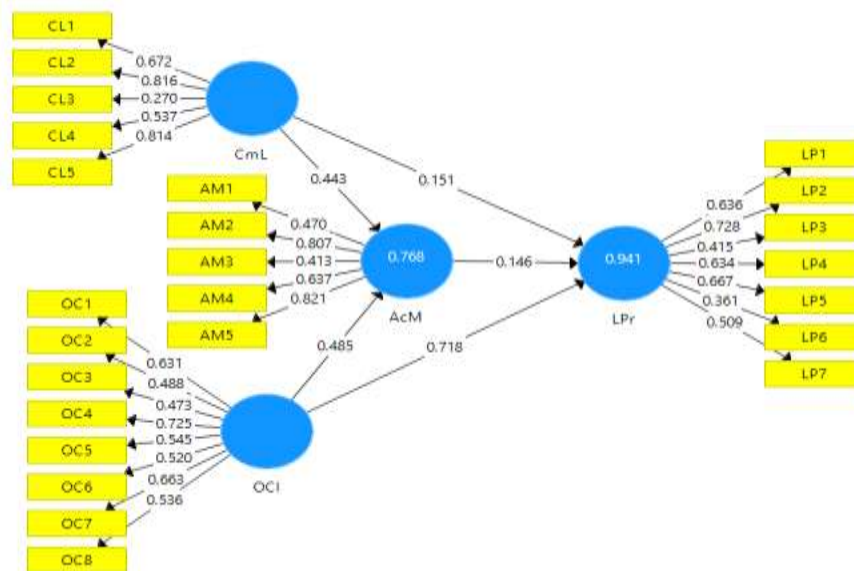 CL1
CL2
CL3
CL4
CL5
0.672
0.816
0.270
0.537
0.814
CmL
0.443
0.151
AM1
AM2
AM3
AM4
AM5
0.470
0.807
0.413
0.637
0.821
0.768
AcM
0.146
0.941
LPr
LP1
LP2
LP3
LP4
LP5
LP6
LP7
0.636
0.728
0.415
0.634
0.667
0.361
0.509
0.485
0.718
OC1
OC2
OC3
OC4
OC5
OC6
OC7
OC8
0.631
0.488
0.473
0.725
0.545
0.520
0.663
0.536
OCI